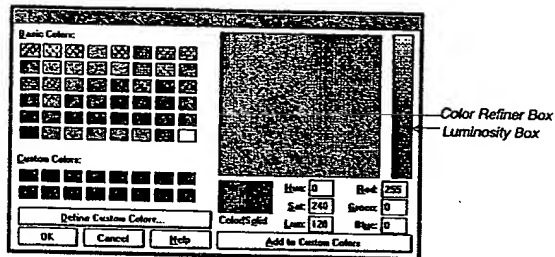 Basic Colors:
Custom Colors:
Define Custom Colors...
OK Cancel Help
Color|Solid
Hue: 0
Sat: 240
Lum: 120
Red: 255
Green: 0
Blue: 0
Add to Custom Colors
Color Refiner Box
Luminosity Box